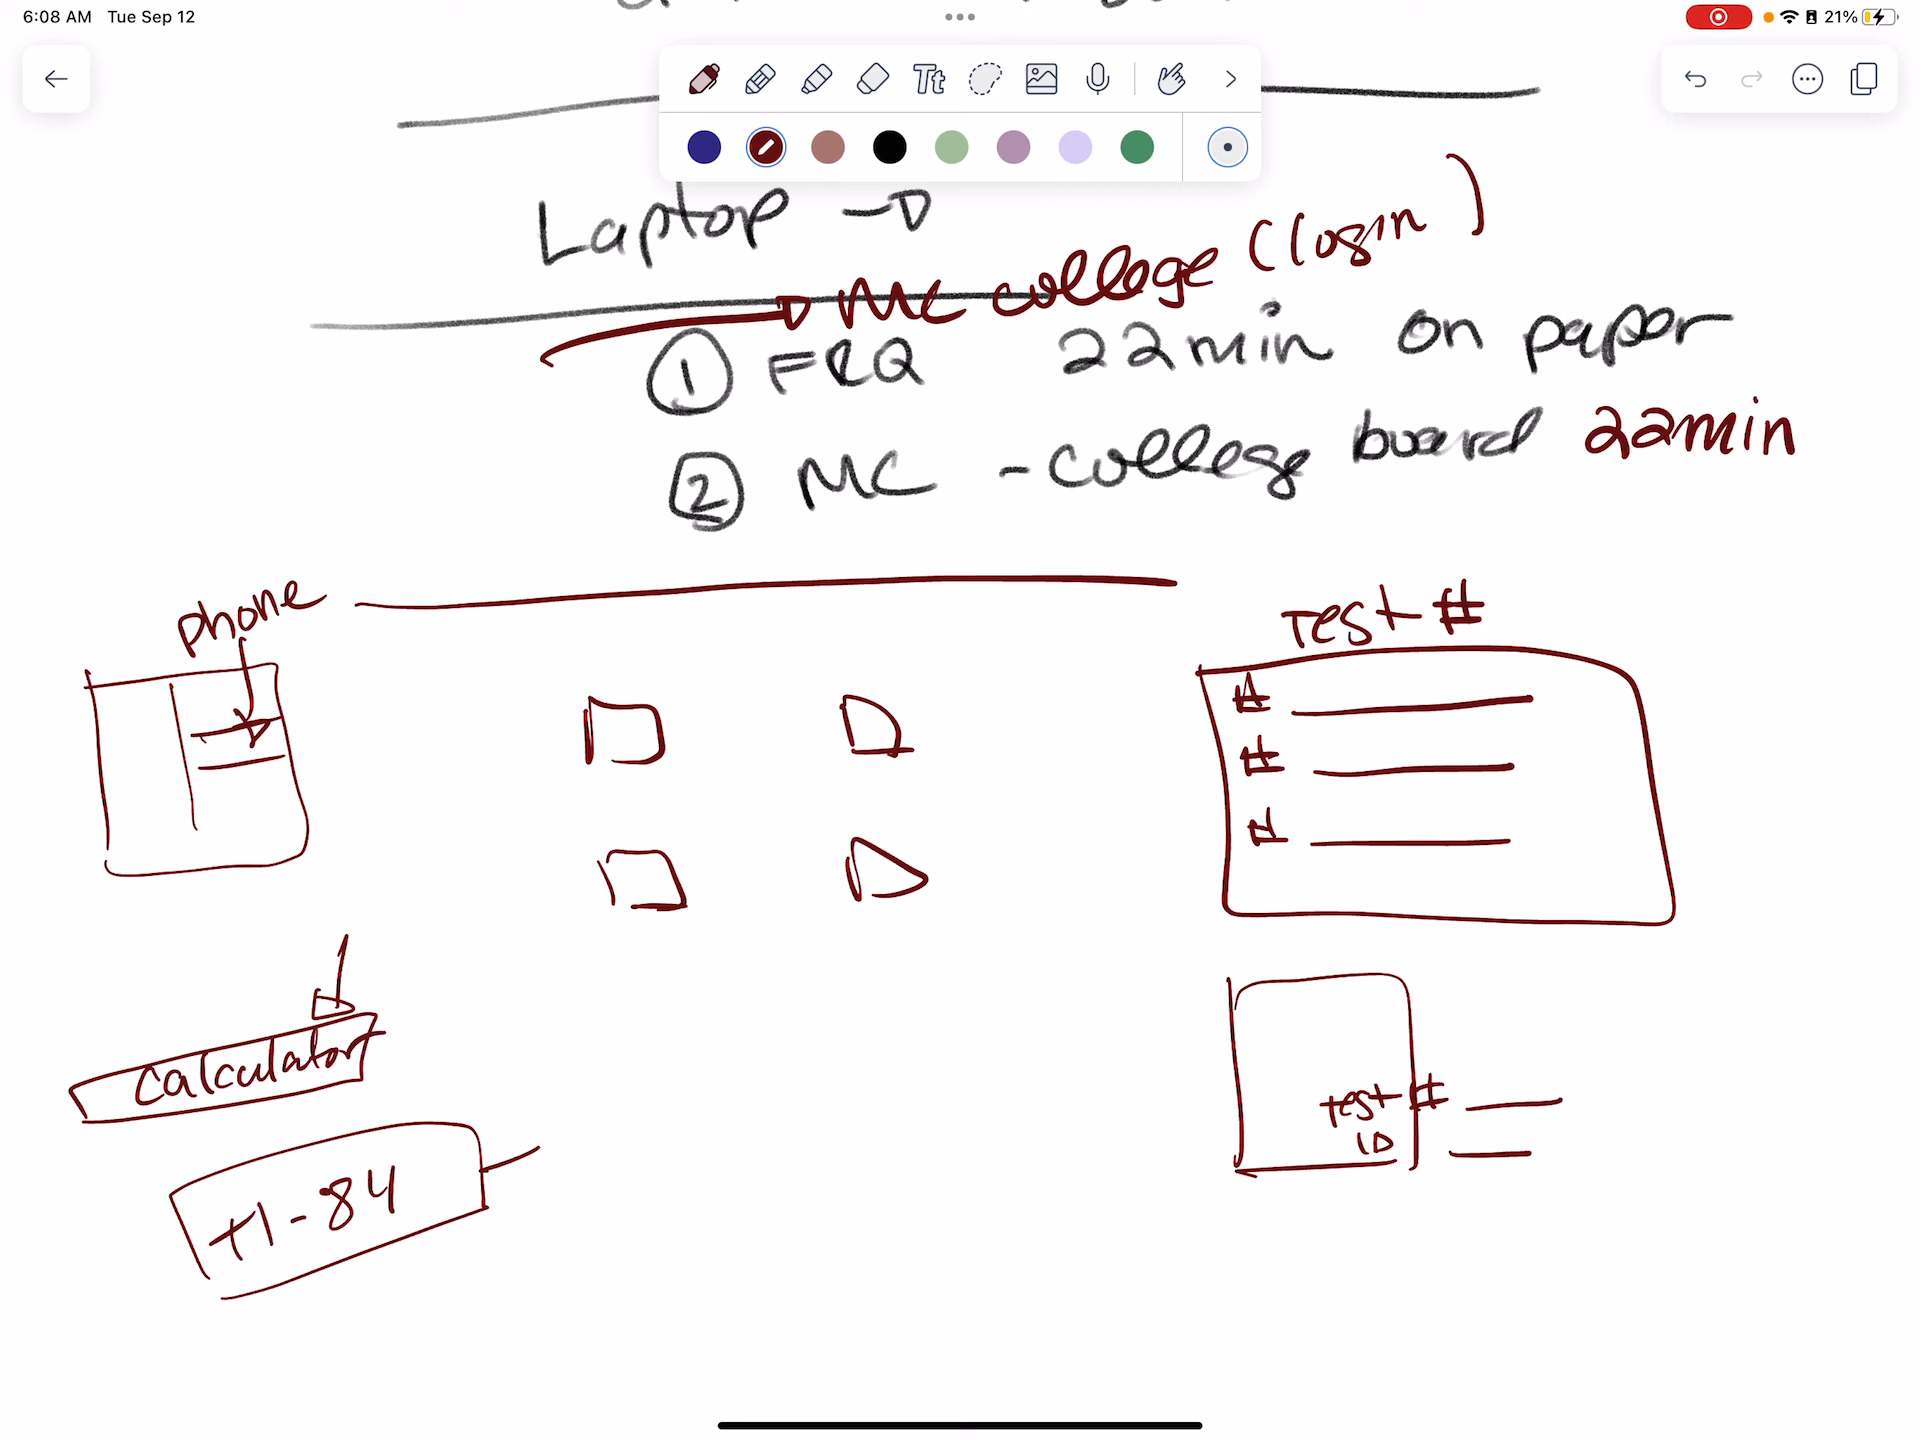 6:08 AM Tue Sep 12
21%
Tt
Laptop →
→ MC college (login)
① FRQ 22min on paper
② MC - college board 22min
phone
Test #
#
#
#
calculator
TI-84
test #
ID